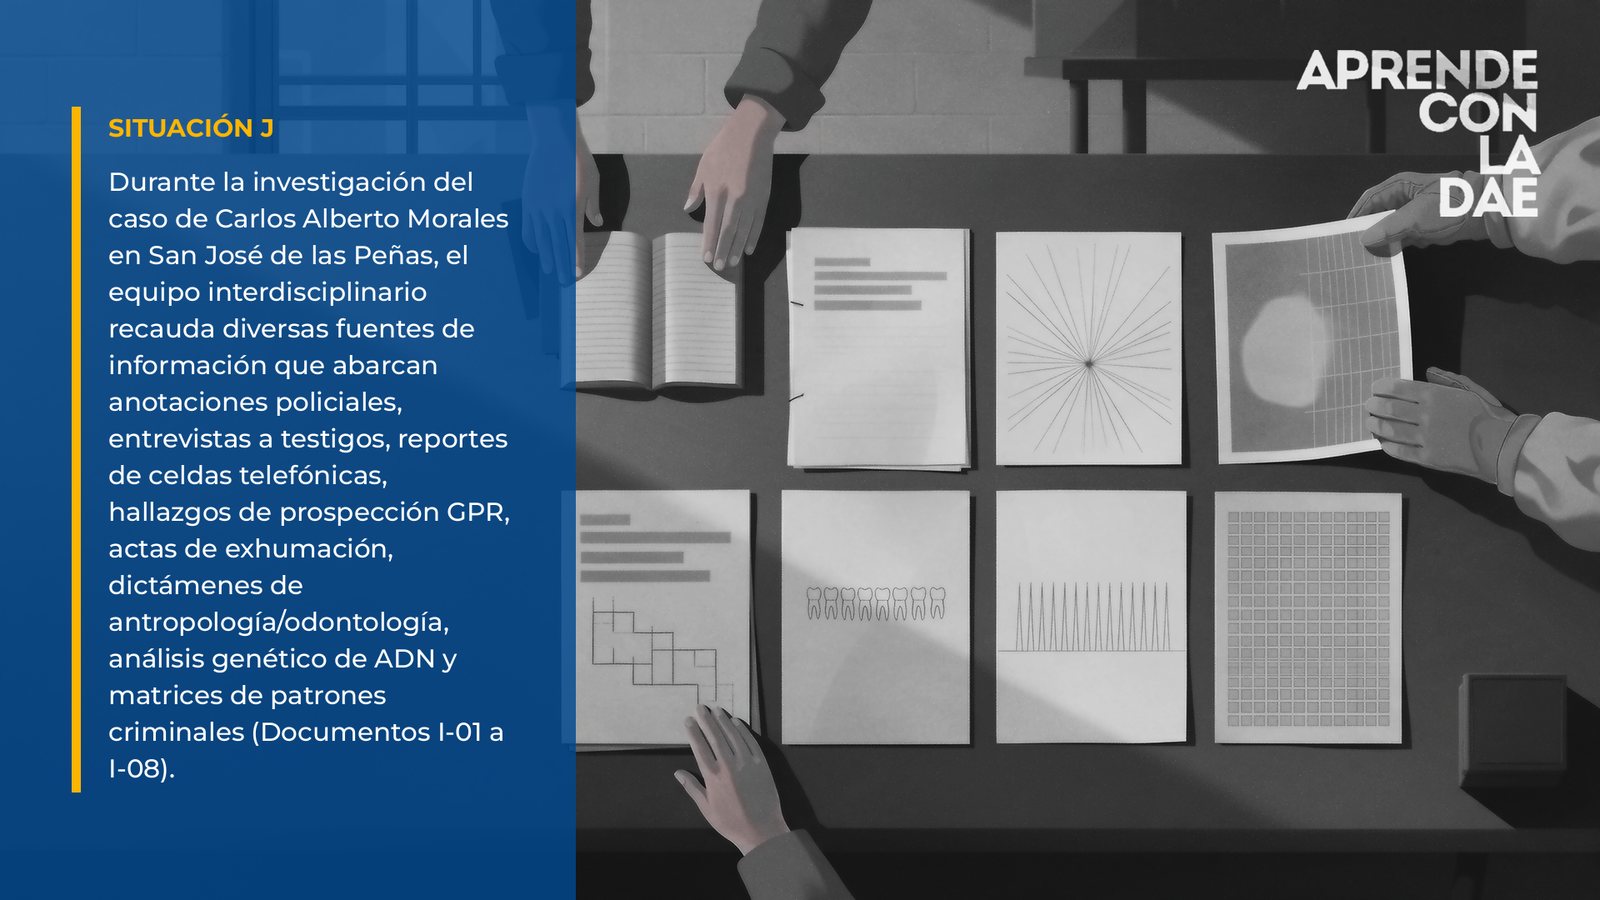 SITUACIÓN J
Durante la investigación del
caso de Carlos Alberto Morales
en San José de las Peñas, el
equipo interdisciplinario
recauda diversas fuentes de
información que abarcan
anotaciones policiales,
entrevistas a testigos, reportes
de celdas telefónicas,
hallazgos de prospección GPR,
actas de exhumación,
dictámenes de
antropología/odontología,
análisis genético de ADN y
matrices de patrones
criminales (Documentos I-01 a
I-08).
APRENDE
CON
LA
DAE